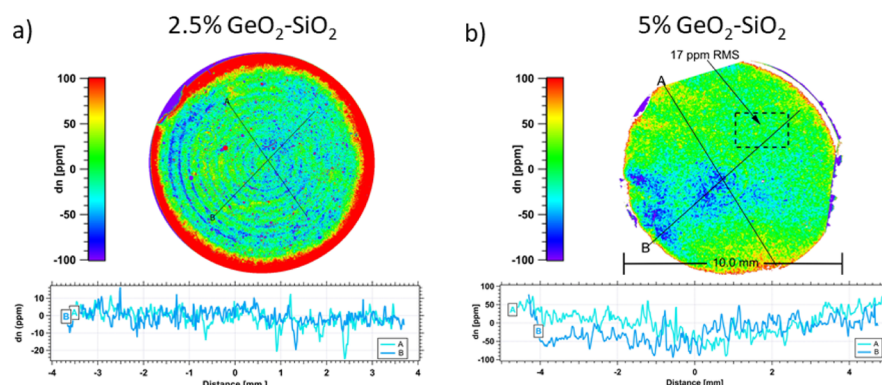 a) 2.5% GeO₂-SiO₂
100
50
0
-50
-100
dn [ppm]
A
B
10
0
-10
-20
dn (ppm)
B A
A
B
-4 -3 -2 -1 0 1 2 3 4
Distance [mm]
b) 5% GeO₂-SiO₂
17 ppm RMS
100
50
0
-50
-100
dn [ppm]
A
B
10.0 mm
100
50
0
-50
-100
dn (ppm)
A
B
A
B
-4 -2 0 2 4
Distance [mm]